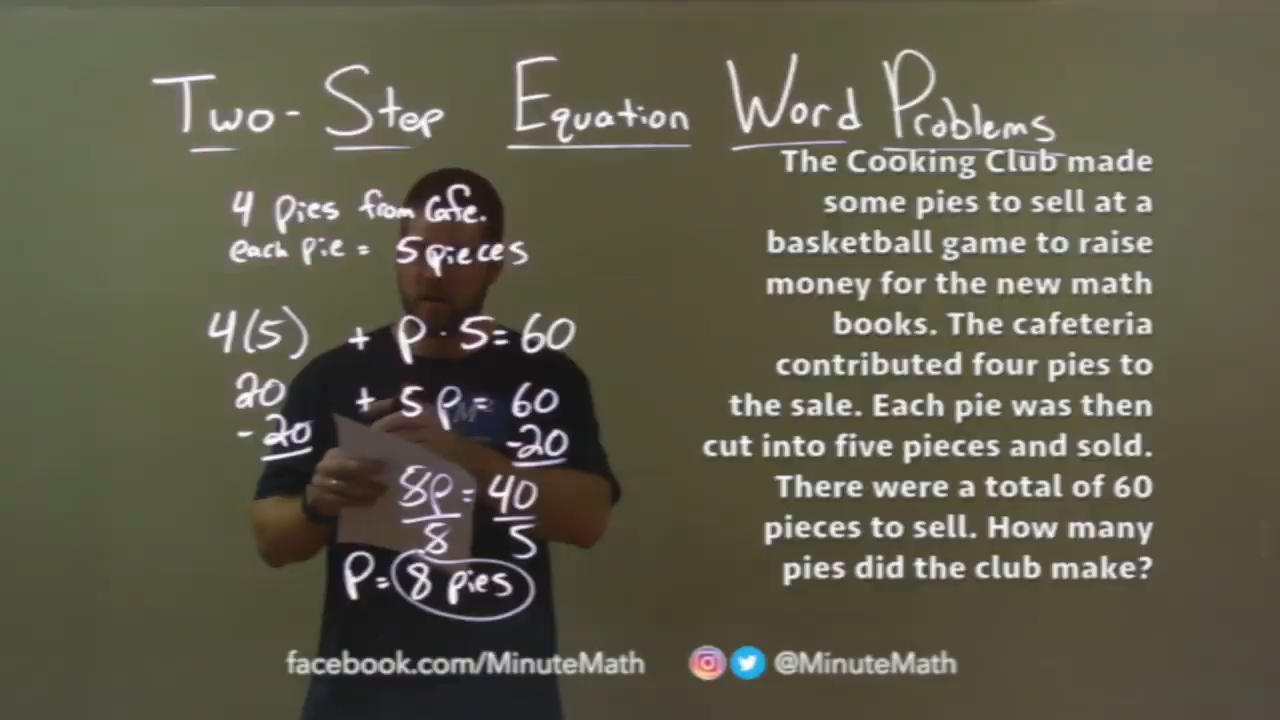 Two-Step Equation Word Problems
4 pies from Cafe.
each pie = 5 pieces
4(5) + p · 5 = 60
20 + 5p = 60
- 20 -20
8p = 40
8 5
p = 8 pies
The Cooking Club made
some pies to sell at a
basketball game to raise
money for the new math
books. The cafeteria
contributed four pies to
the sale. Each pie was then
cut into five pieces and sold.
There were a total of 60
pieces to sell. How many
pies did the club make?
facebook.com/MinuteMath @MinuteMath